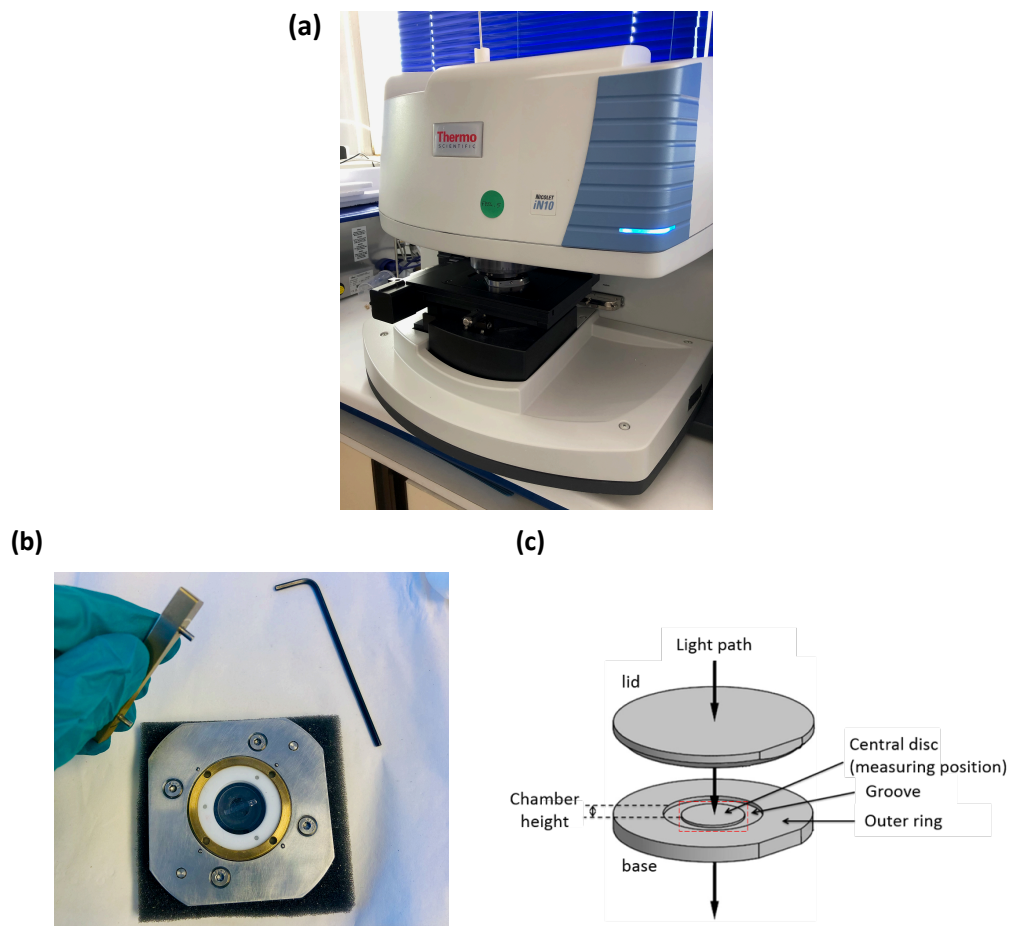 (a)
Thermo
SCIENTIFIC
NICOLET
iN10
(b)
(c)
Light path
lid
Central disc
(measuring position)
Chamber
height
Groove
Outer ring
base